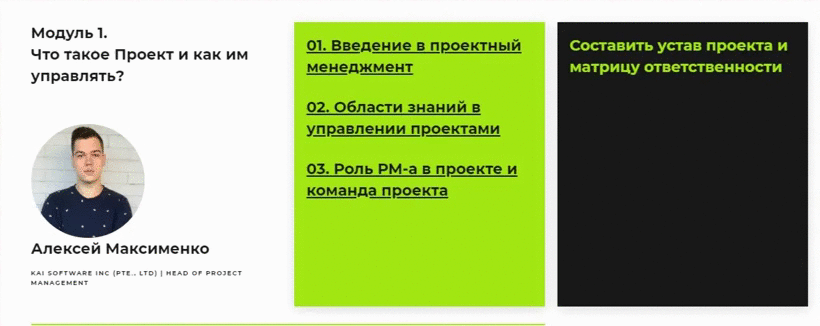 Модуль 1.
Что такое Проект и как им
управлять?
Алексей Максименко
KAI SOFTWARE INC (PTE., LTD) | HEAD OF PROJECT
MANAGEMENT
01. Введение в проектный
менеджмент
02. Области знаний в
управлении проектами
03. Роль PM-а в проекте и
команда проекта
Составить устав проекта и
матрицу ответственности